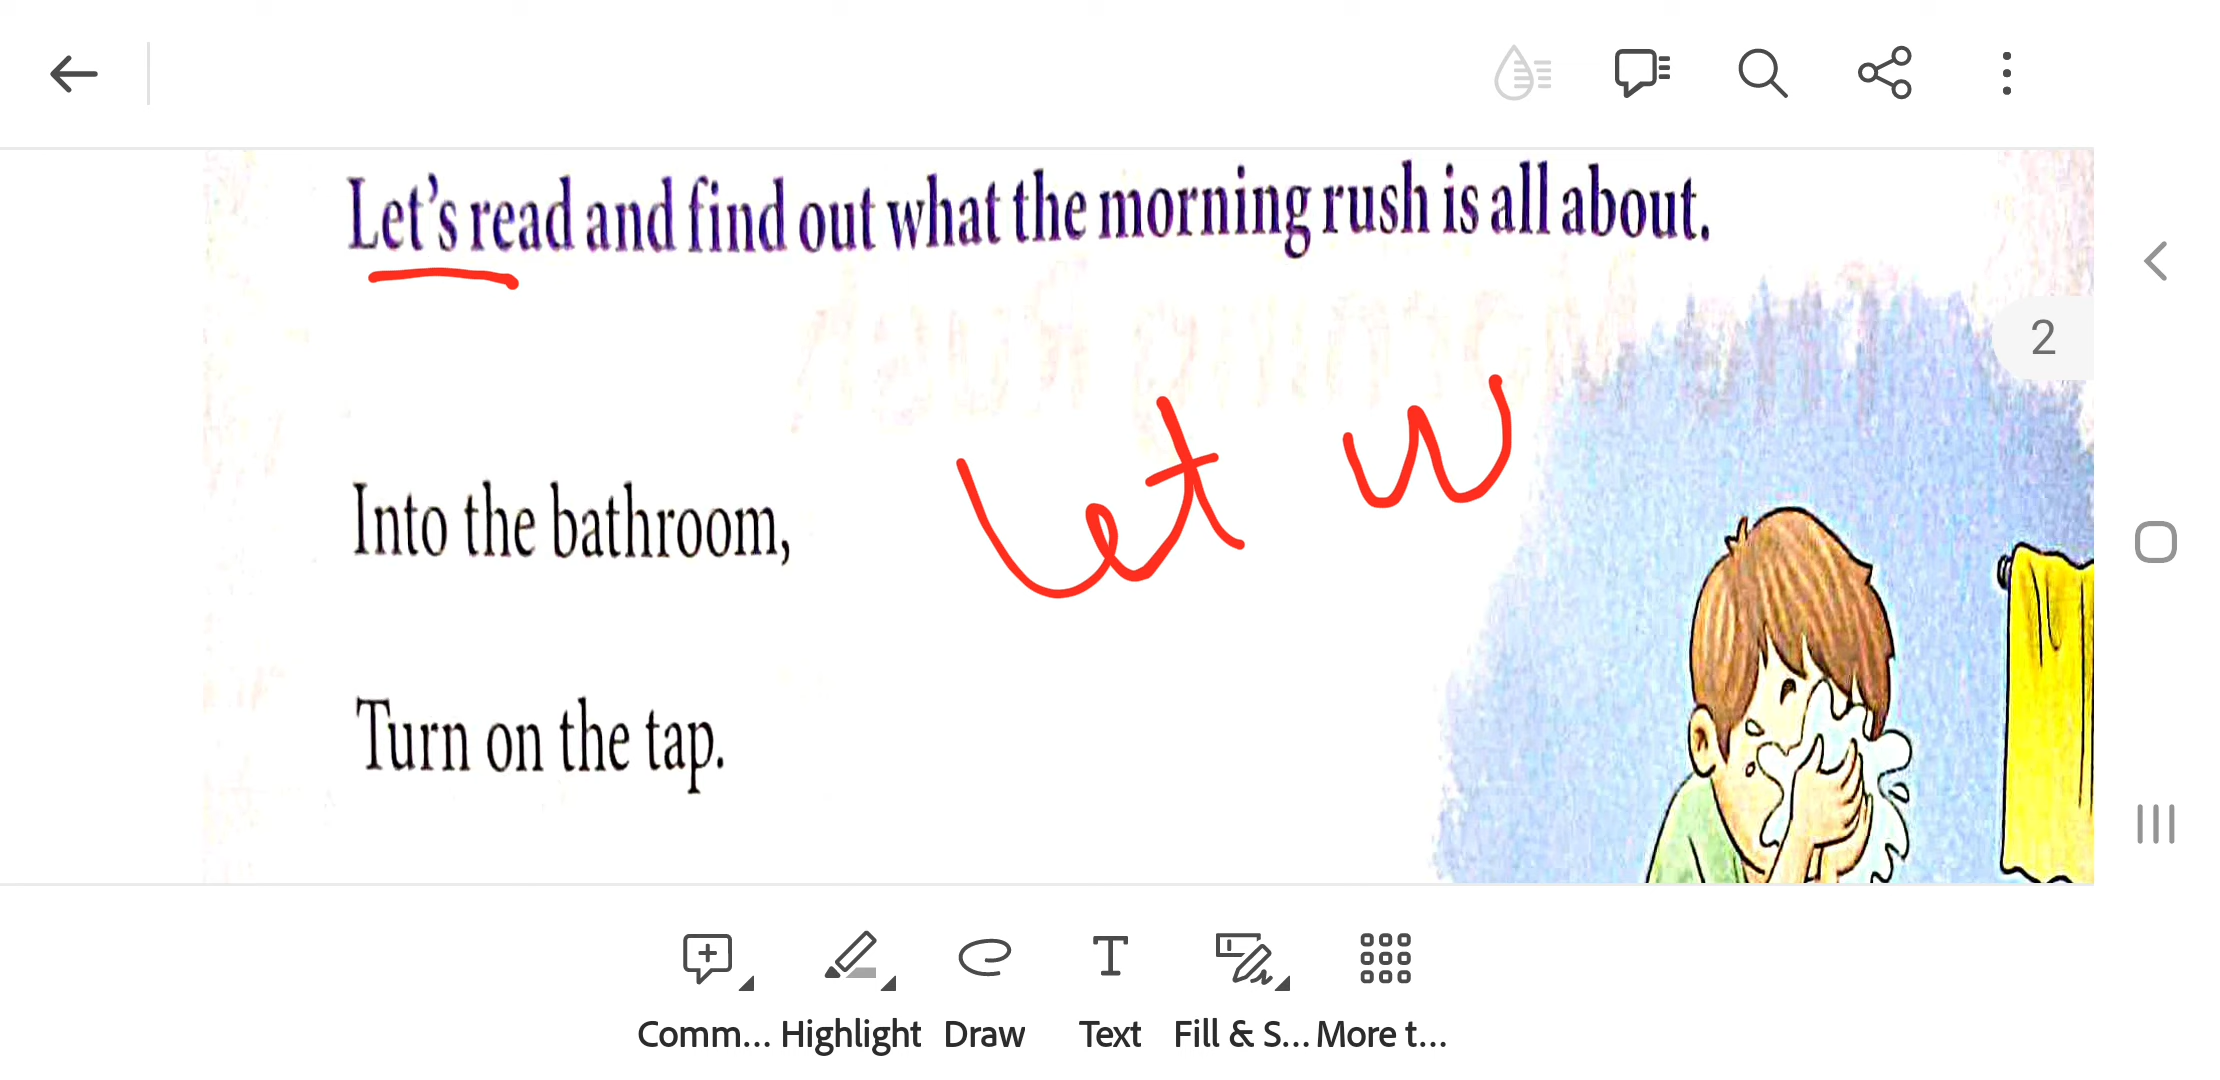 Let's read and find out what the morning rush is all about.
2
let u
Into the bathroom,
Turn on the tap.
Comm... Highlight Draw Text Fill & S... More t...